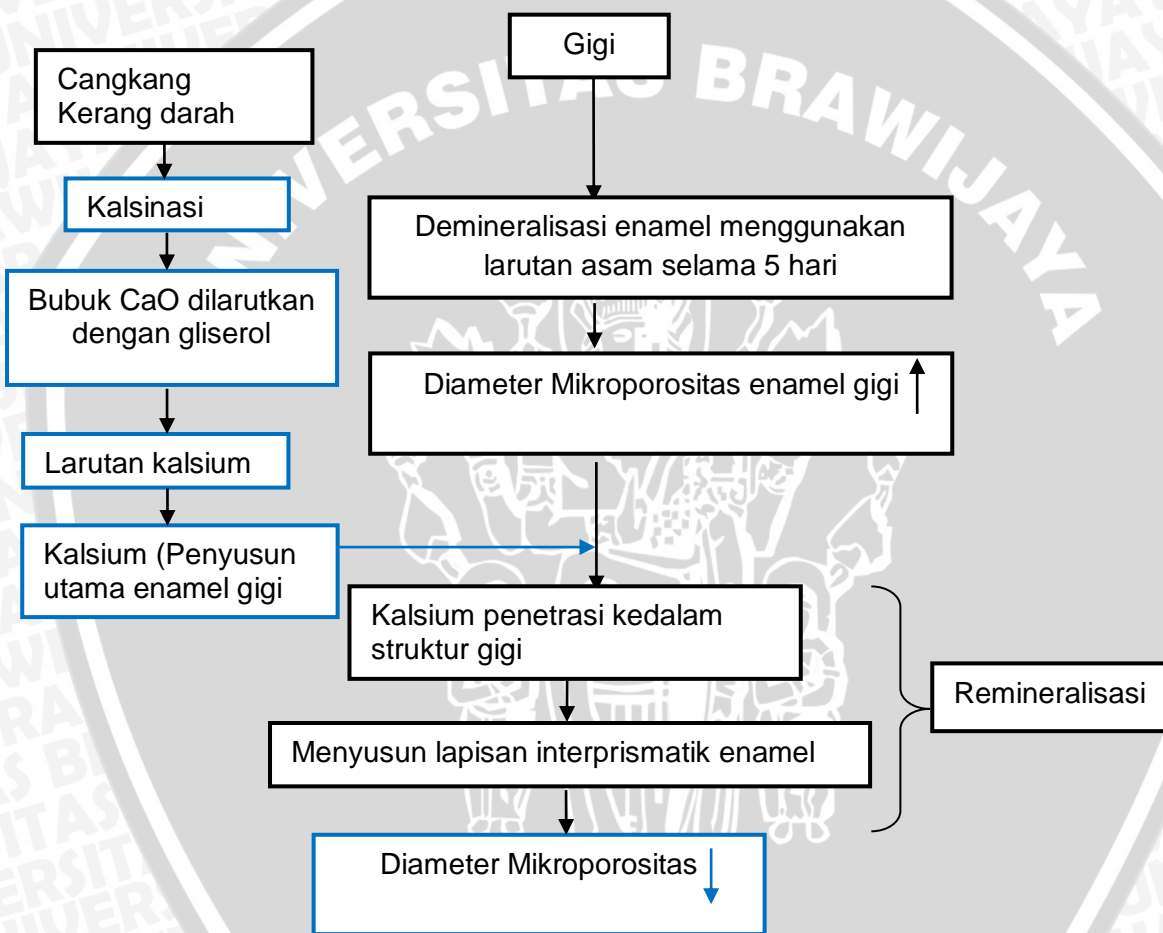 UNIVERSITAS BRAWIJAYA
Gigi
Cangkang
Kerang darah
Kalsinasi
Demineralisasi enamel menggunakan
larutan asam selama 5 hari
Bubuk CaO dilarutkan
dengan gliserol
Diameter Mikroporositas enamel gigi
Larutan kalsium
Kalsium (Penyusun
utama enamel gigi
Kalsium penetrasi kedalam
struktur gigi
Remineralisasi
Menyusun lapisan interprismatik enamel
Diameter Mikroporositas